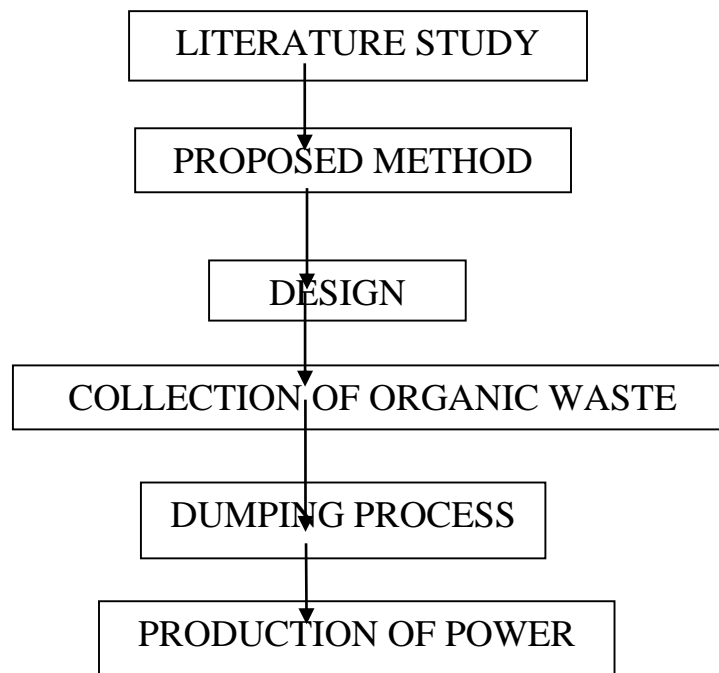 LITERATURE STUDY
PROPOSED METHOD
DESIGN
COLLECTION OF ORGANIC WASTE
DUMPING PROCESS
PRODUCTION OF POWER